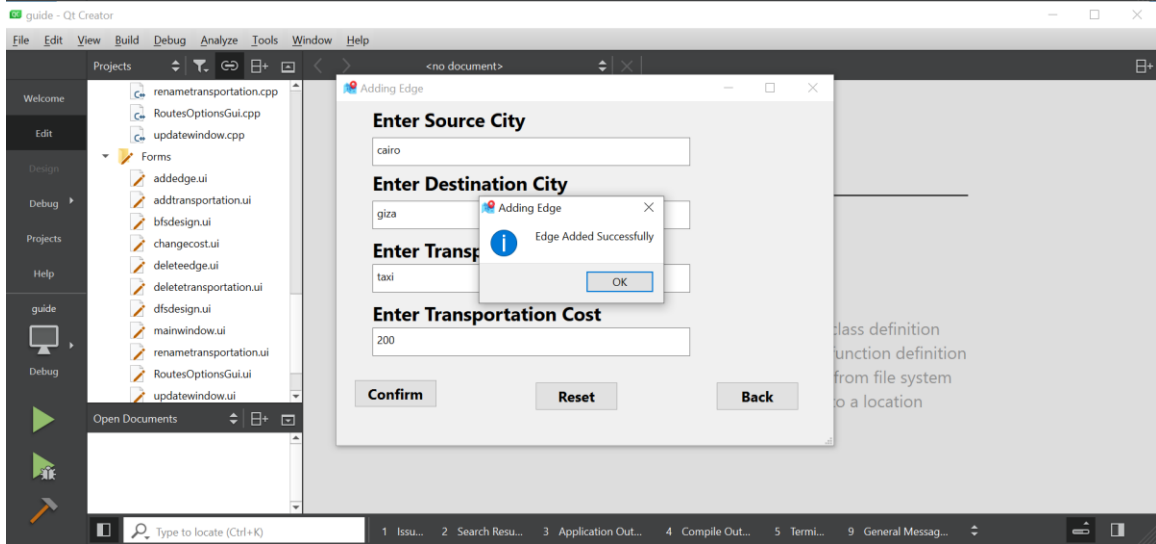 guide - Qt Creator
File Edit View Build Debug Analyze Tools Window Help
Projects
<no document>
Welcome
Edit
Design
Debug
Projects
Help
guide
Debug
renametransportation.cpp
RoutesOptionsGui.cpp
updatewindow.cpp
Forms
addedge.ui
addtransportation.ui
bfsdesign.ui
changecost.ui
deleteedge.ui
deletetransportation.ui
dfsdesign.ui
mainwindow.ui
renametransportation.ui
RoutesOptionsGui.ui
updatewindow.ui
Open Documents
Adding Edge
Enter Source City
cairo
Enter Destination City
giza
Enter Transp
taxi
Enter Transportation Cost
200
Confirm Reset Back
Adding Edge
Edge Added Successfully
OK
class definition
function definition
from file system
to a location
Type to locate (Ctrl+K)
1 Issu... 2 Search Resu... 3 Application Out... 4 Compile Out... 5 Termi... 9 General Messag...